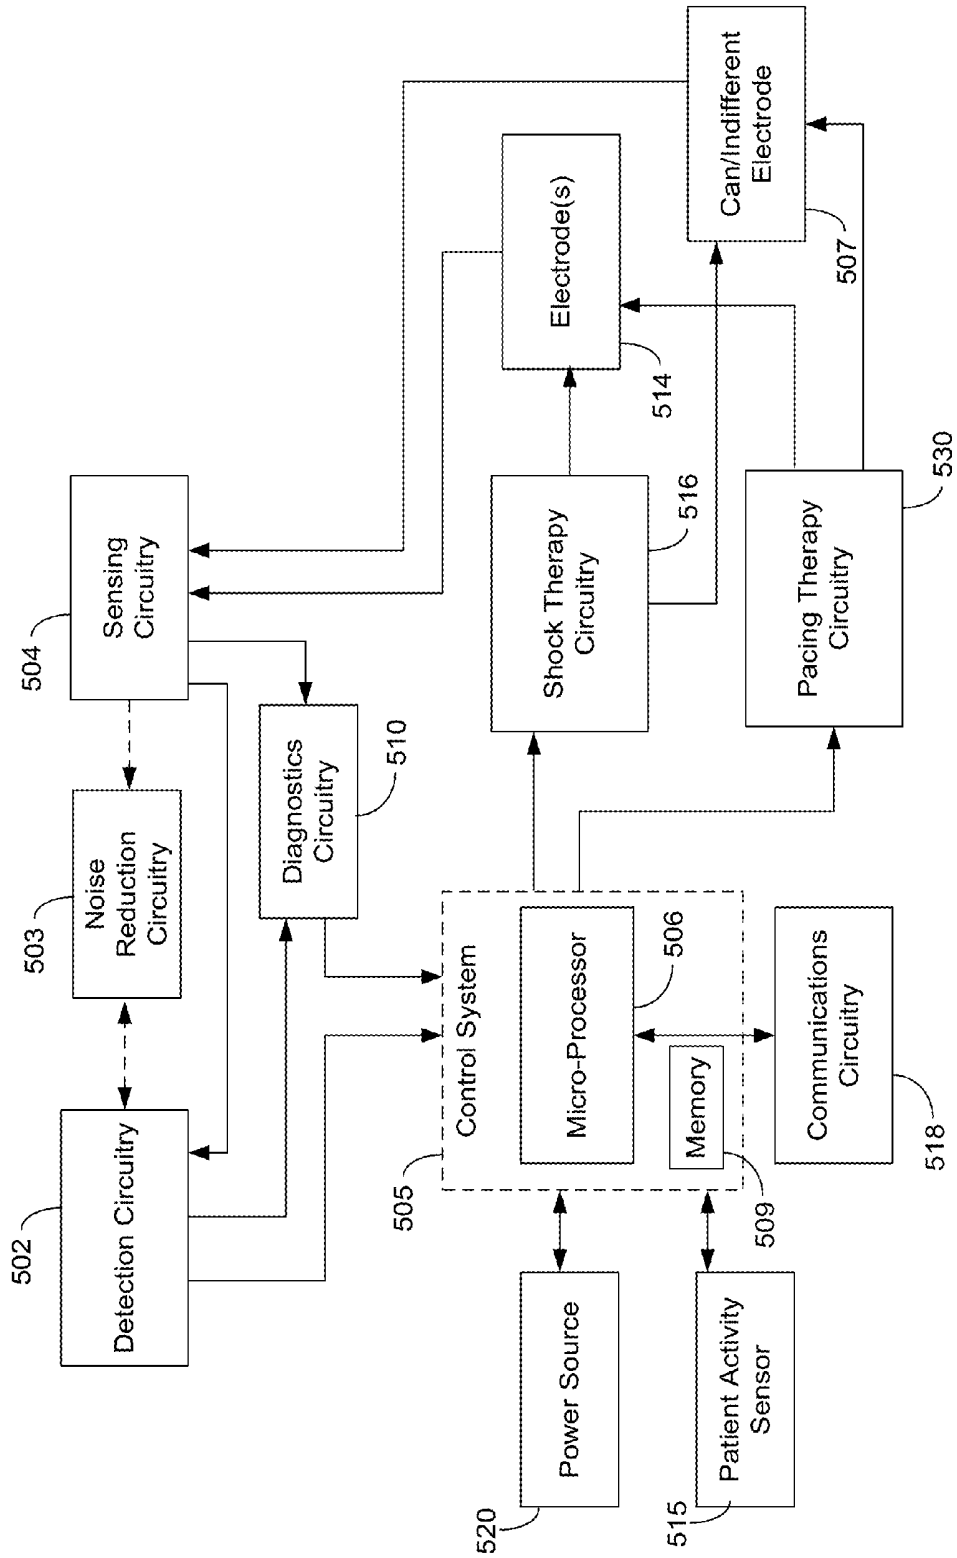 502
Detection Circuitry
503
Noise
Reduction
Circuitry
504
Sensing
Circuitry
Diagnostics
Circuitry
510
505
Control System
Micro-Processor
506
Memory
509
520
Power Source
515
Patient Activity
Sensor
Communications
Circuitry
518
Shock Therapy
Circuitry
516
Pacing Therapy
Circuitry
530
Electrode(s)
514
Can/Indifferent
Electrode
507